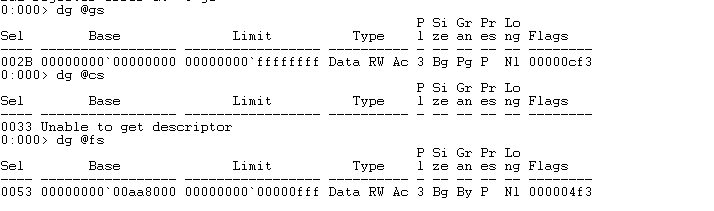 0:000> dg @gs
P Si Gr Pr Lo
Sel Base Limit Type l ze an es ng Flags
---- ----------------- ----------------- ---------- - -- -- -- -- --------
002B 00000000`00000000 00000000`ffffffff Data RW Ac 3 Bg Pg P Nl 00000cf3
0:000> dg @cs
P Si Gr Pr Lo
Sel Base Limit Type l ze an es ng Flags
---- ----------------- ----------------- ---------- - -- -- -- -- --------
0033 Unable to get descriptor
0:000> dg @fs
P Si Gr Pr Lo
Sel Base Limit Type l ze an es ng Flags
---- ----------------- ----------------- ---------- - -- -- -- -- --------
0053 00000000`00aa8000 00000000`00000fff Data RW Ac 3 Bg By P Nl 000004f3